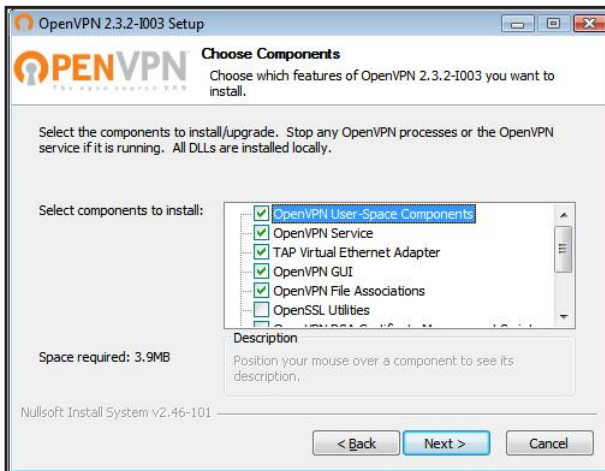 OpenVPN 2.3.2-I003 Setup
OPENVPN
The open source VPN
Choose Components
Choose which features of OpenVPN 2.3.2-I003 you want to
install.
Select the components to install/upgrade. Stop any OpenVPN processes or the OpenVPN
service if it is running. All DLLs are installed locally.
Select components to install:
OpenVPN User-Space Components
OpenVPN Service
TAP Virtual Ethernet Adapter
OpenVPN GUI
OpenVPN File Associations
OpenSSL Utilities
Space required: 3.9MB
Description
Position your mouse over a component to see its
description.
Nullsoft Install System v2.46-101
< Back
Next >
Cancel